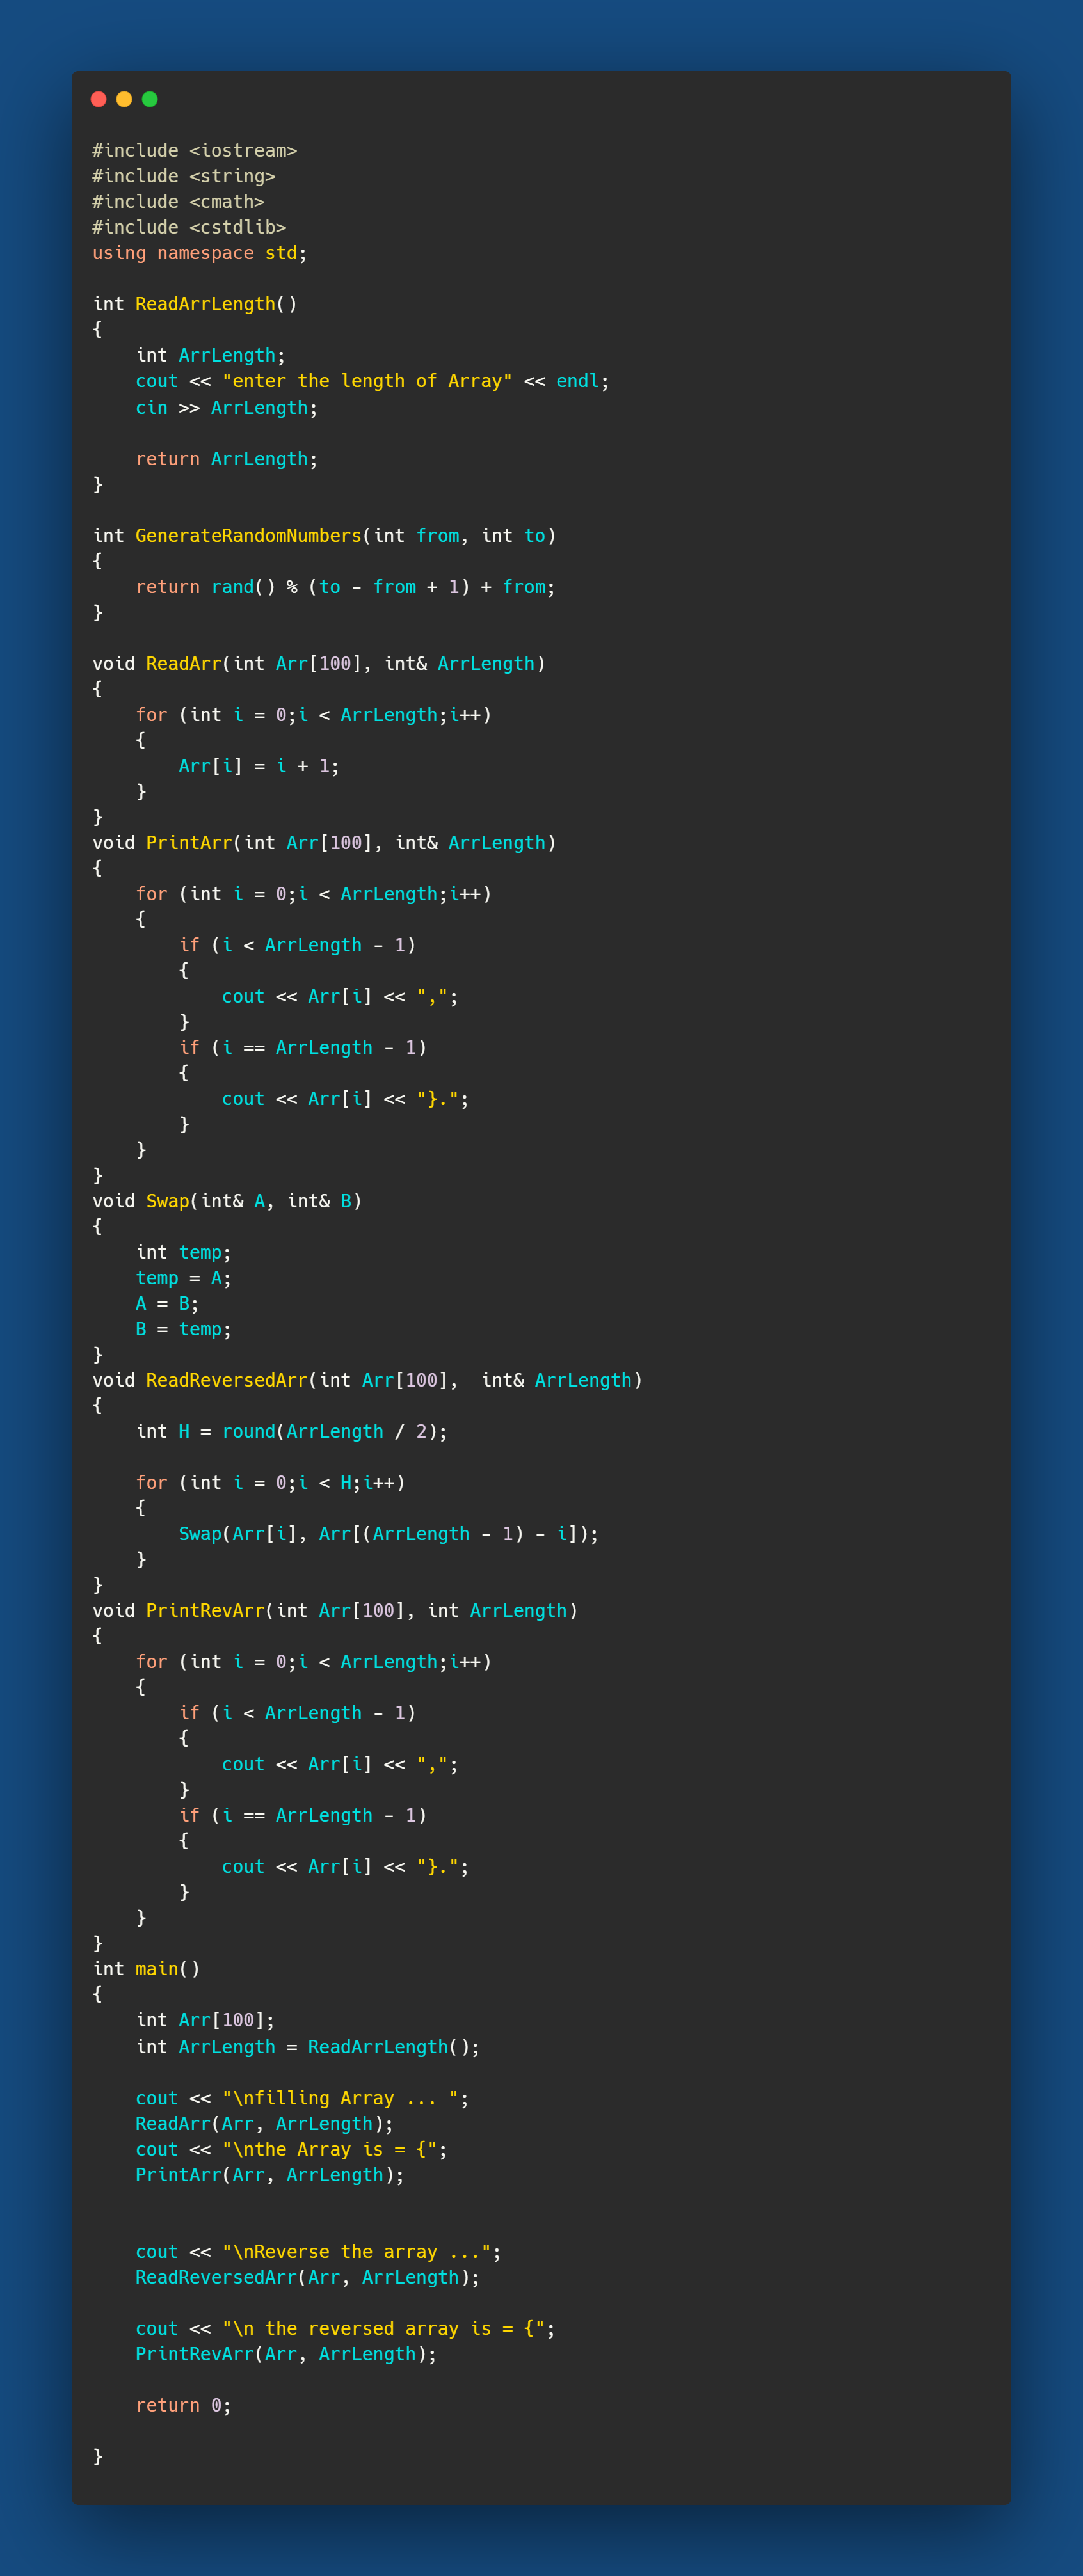 #include <iostream>
#include <string>
#include <cmath>
#include <cstdlib>
using namespace std;

int ReadArrLength()
{
    int ArrLength;
    cout << "enter the length of Array" << endl;
    cin >> ArrLength;

    return ArrLength;
}

int GenerateRandomNumbers(int from, int to)
{
    return rand() % (to - from + 1) + from;
}

void ReadArr(int Arr[100], int& ArrLength)
{
    for (int i = 0;i < ArrLength;i++)
    {
        Arr[i] = i + 1;
    }
}
void PrintArr(int Arr[100], int& ArrLength)
{
    for (int i = 0;i < ArrLength;i++)
    {
        if (i < ArrLength - 1)
        {
            cout << Arr[i] << ",";
        }
        if (i == ArrLength - 1)
        {
            cout << Arr[i] << "}.";
        }
    }
}
void Swap(int& A, int& B)
{
    int temp;
    temp = A;
    A = B;
    B = temp;
}
void ReadReversedArr(int Arr[100],  int& ArrLength)
{
    int H = round(ArrLength / 2);

    for (int i = 0;i < H;i++)
    {
        Swap(Arr[i], Arr[(ArrLength - 1) - i]);
    }
}
void PrintRevArr(int Arr[100], int ArrLength)
{
    for (int i = 0;i < ArrLength;i++)
    {
        if (i < ArrLength - 1)
        {
            cout << Arr[i] << ",";
        }
        if (i == ArrLength - 1)
        {
            cout << Arr[i] << "}.";
        }
    }
}
int main()
{
    int Arr[100];
    int ArrLength = ReadArrLength();

    cout << "\nfilling Array ... ";
    ReadArr(Arr, ArrLength);
    cout << "\nthe Array is = {";
    PrintArr(Arr, ArrLength);


    cout << "\nReverse the array ...";
    ReadReversedArr(Arr, ArrLength);

    cout << "\n the reversed array is = {";
    PrintRevArr(Arr, ArrLength);

    return 0;

}